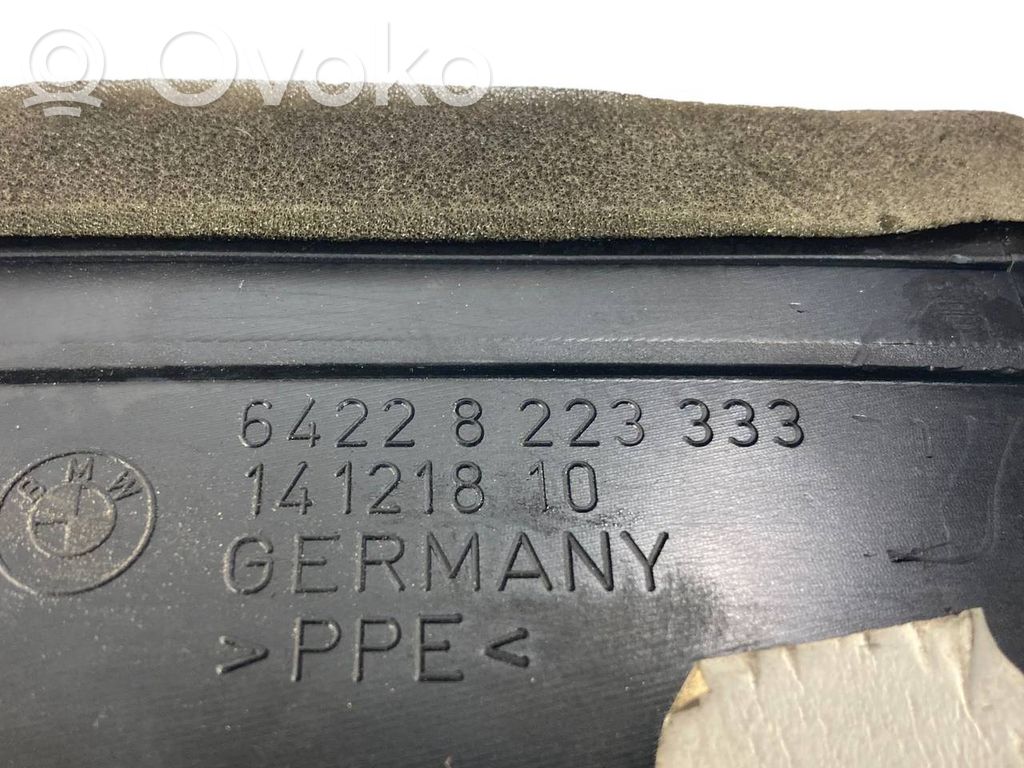 Ovoko
6422 8 223 333
141218 10
BMW
GERMANY
>PPE<